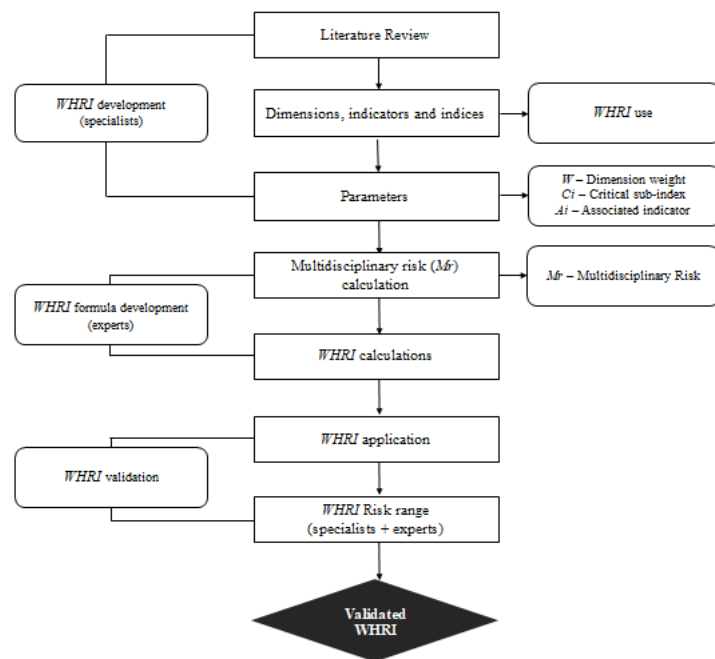 Literature Review
WHRI development
(specialists)
Dimensions, indicators and indices
WHRI use
Parameters
W – Dimension weight
Ci – Critical sub-index
Ai – Associated indicator
Multidisciplinary risk (Mr)
calculation
Mr – Multidisciplinary Risk
WHRI formula development
(experts)
WHRI calculations
WHRI application
WHRI validation
WHRI Risk range
(specialists + experts)
Validated
WHRI